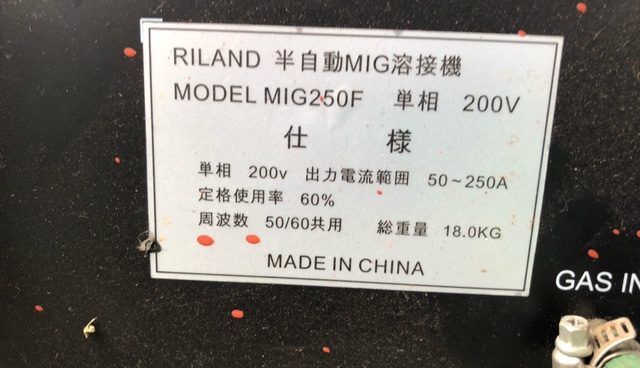 RILAND 半自動MIG溶接機
MODEL MIG250F 単相 200V
仕 様
単相 200v 出力電流範囲 50~250A
定格使用率 60%
周波数 50/60共用 総重量 18.0KG
MADE IN CHINA
GAS IN